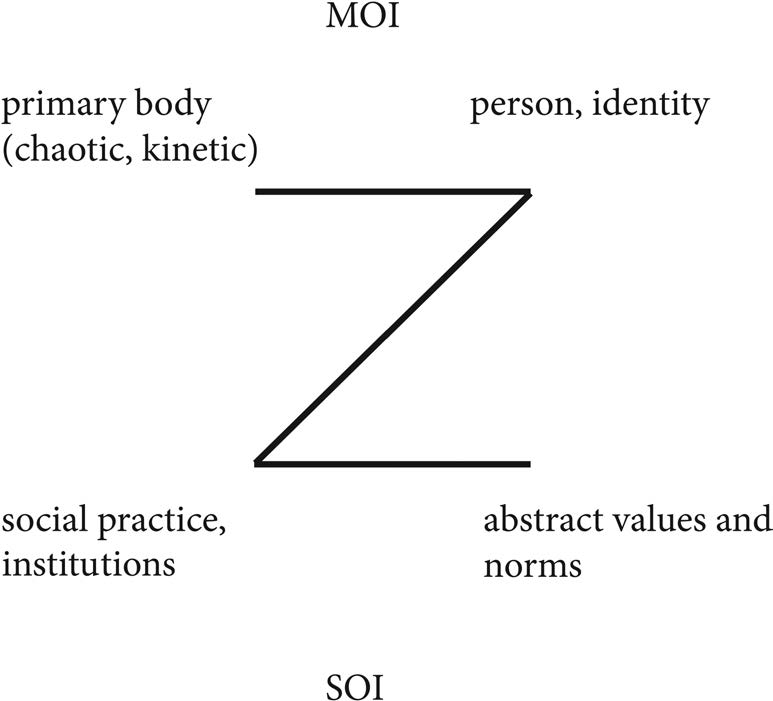 MOI
primary body
(chaotic, kinetic)
person, identity
social practice,
institutions
abstract values and
norms
SOI